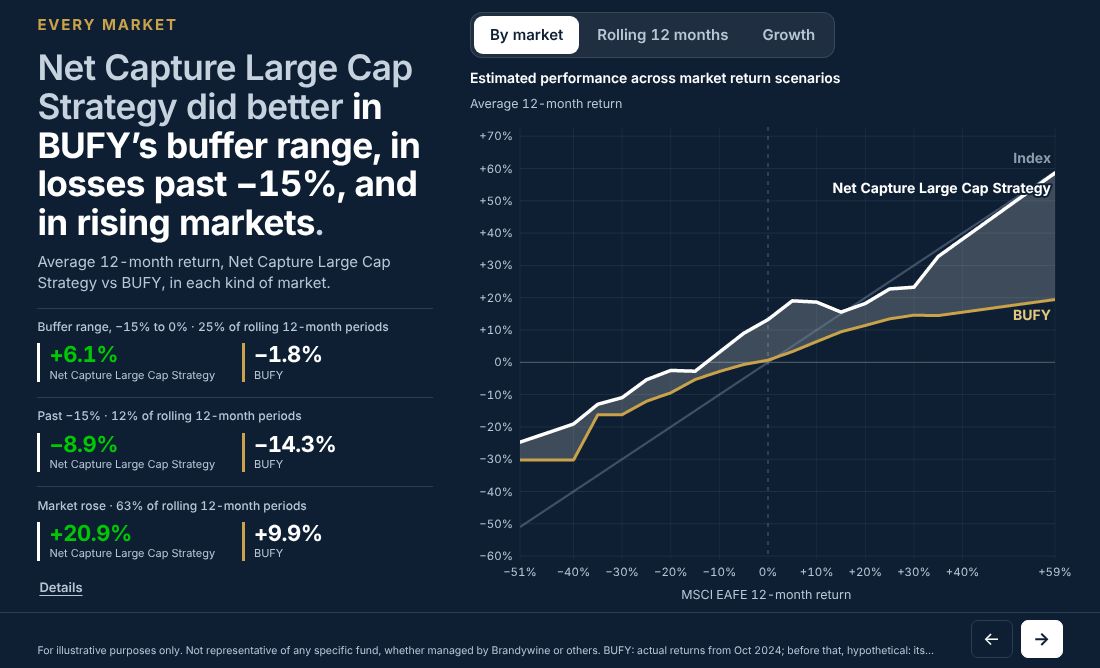 EVERY MARKET
Net Capture Large Cap
Strategy did better in
BUFY’s buffer range, in
losses past −15%, and
in rising markets.
Average 12-month return, Net Capture Large Cap
Strategy vs BUFY, in each kind of market.
Buffer range, −15% to 0% · 25% of rolling 12-month periods
+6.1%
Net Capture Large Cap Strategy
−1.8%
BUFY
Past −15% · 12% of rolling 12-month periods
−8.9%
Net Capture Large Cap Strategy
−14.3%
BUFY
Market rose · 63% of rolling 12-month periods
+20.9%
Net Capture Large Cap Strategy
+9.9%
BUFY
Details
By market
Rolling 12 months
Growth
Estimated performance across market return scenarios
Average 12-month return
+70%
+60%
+50%
+40%
+30%
+20%
+10%
0%
−10%
−20%
−30%
−40%
−50%
−60%
Index
Net Capture Large Cap Strategy
BUFY
−51% −40% −30% −20% −10% 0% +10% +20% +30% +40% +59%
MSCI EAFE 12-month return
For illustrative purposes only. Not representative of any specific fund, whether managed by Brandywine or others. BUFY: actual returns from Oct 2024; before that, hypothetical: its…